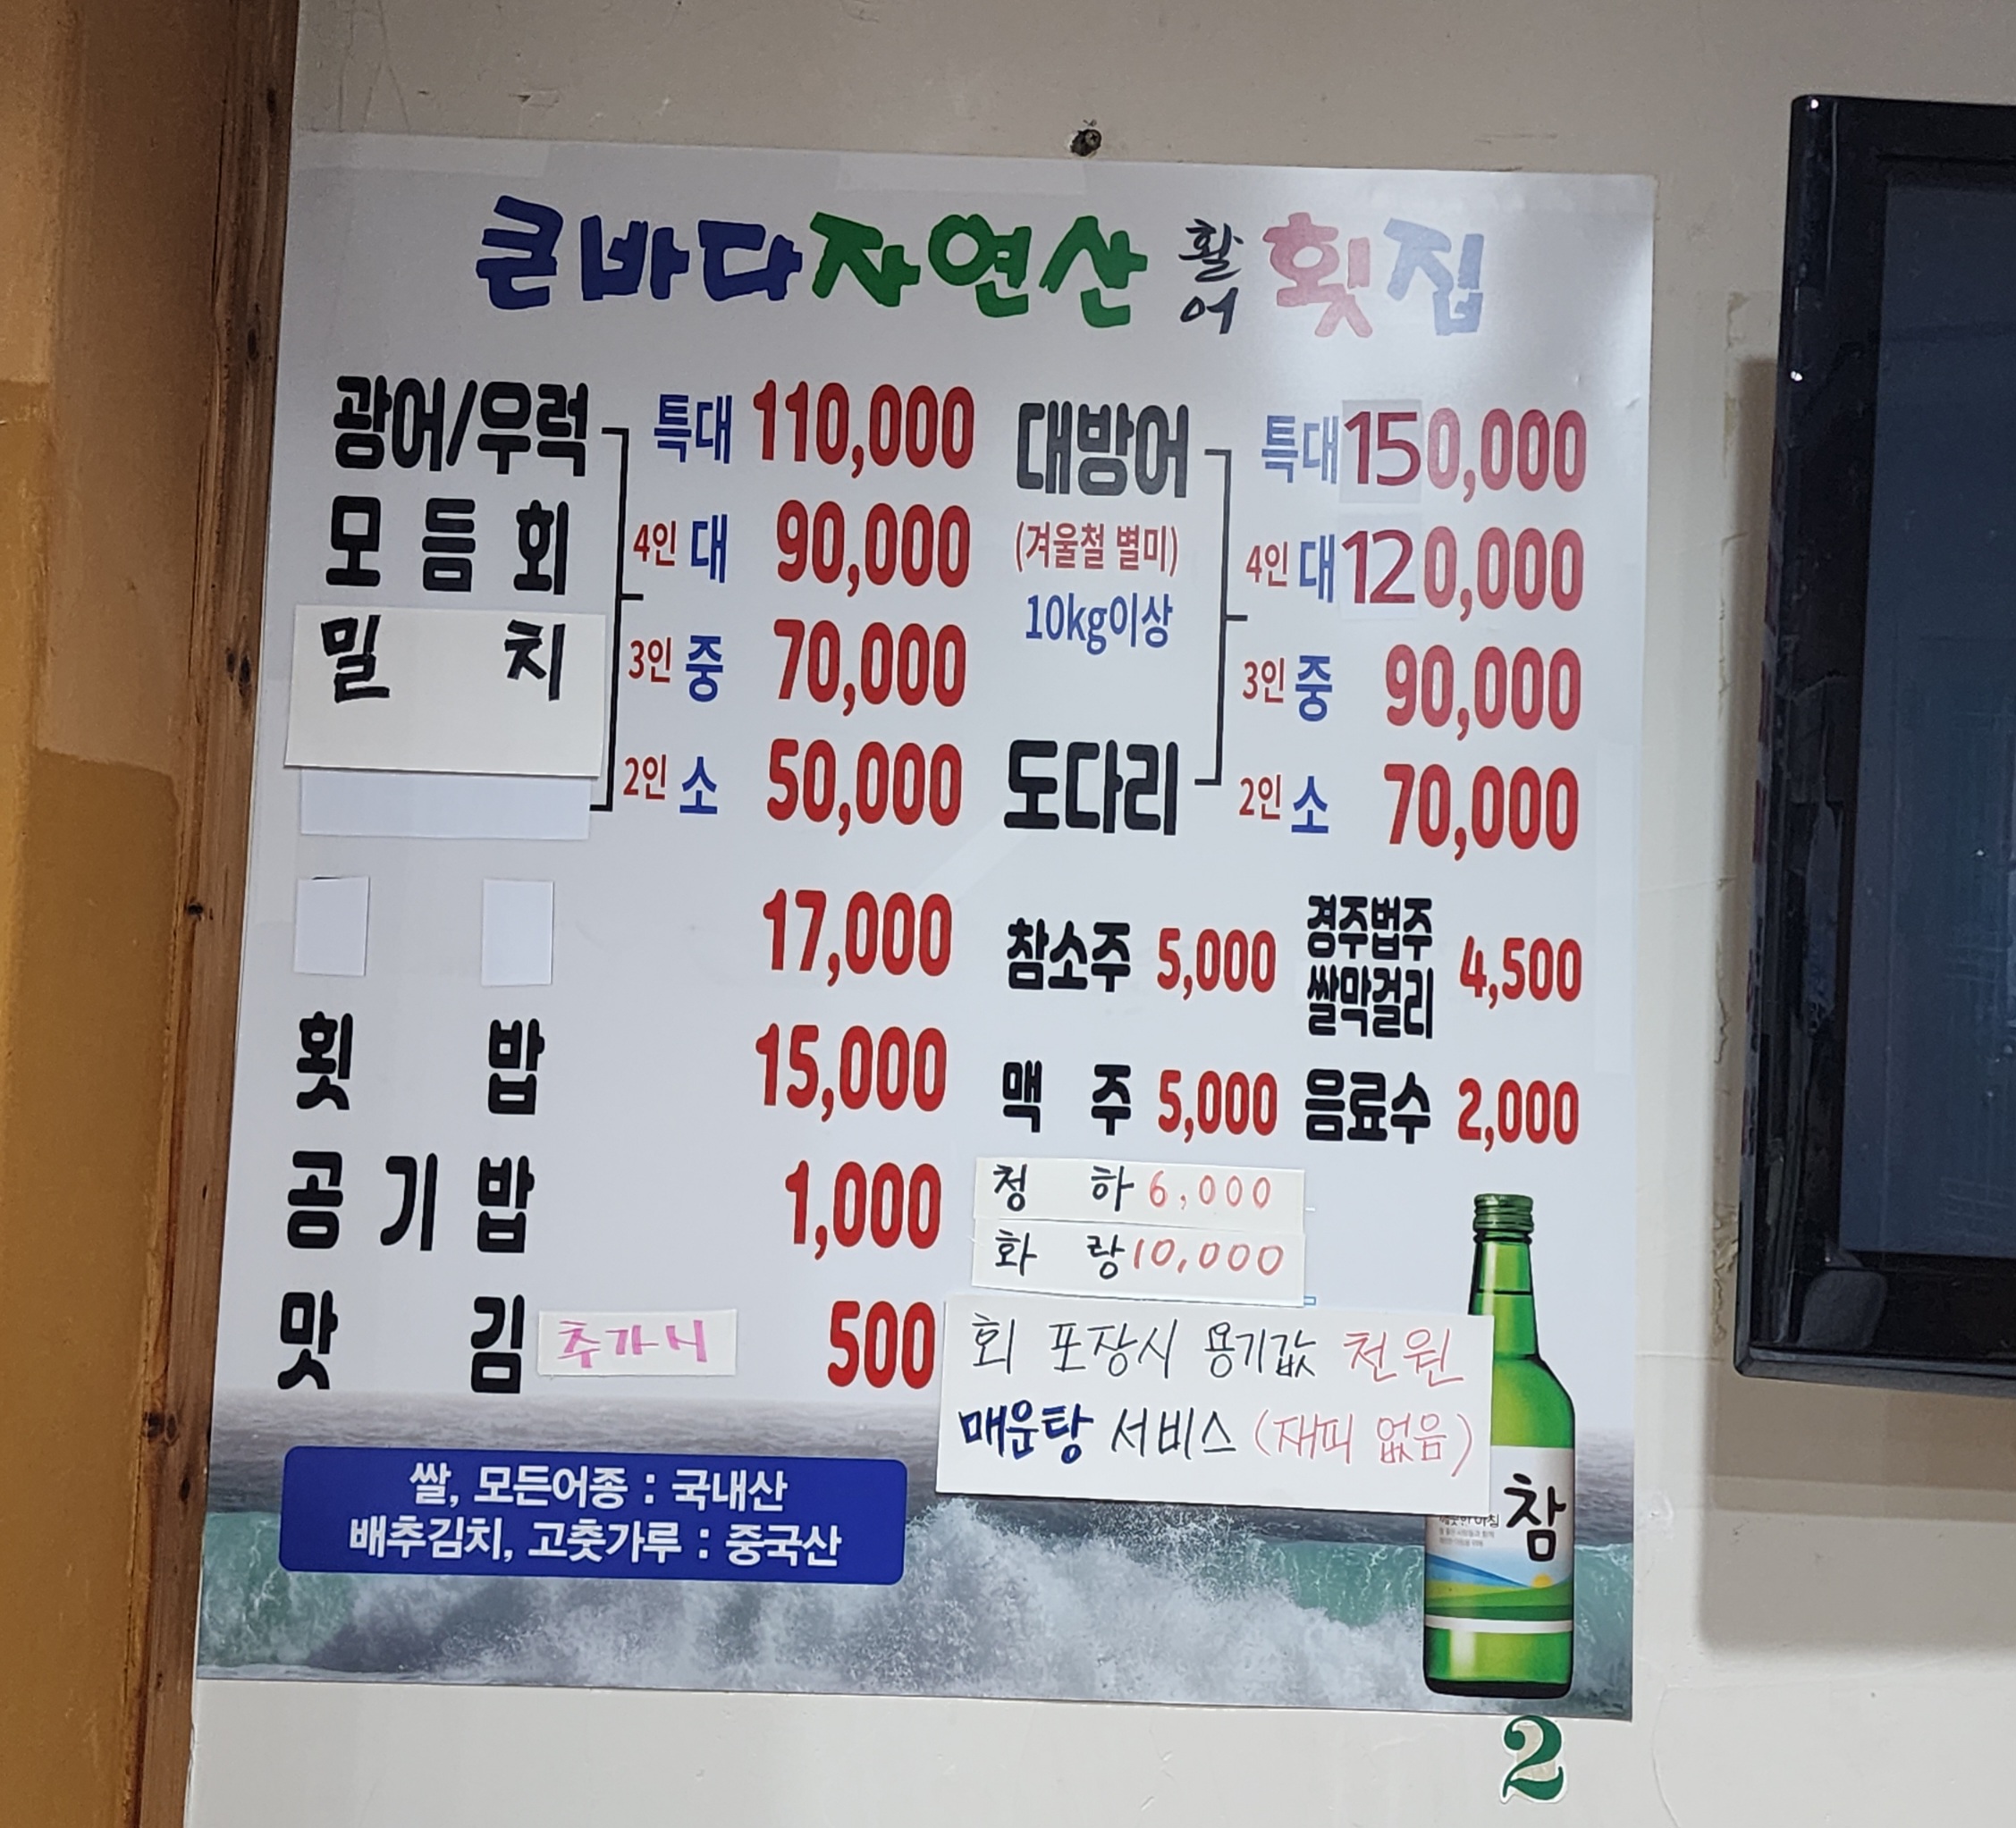 큰바다자연산 활어 횟집
광어/우럭
모듬회
밀 치
특대 110,000
4인 대 90,000
3인 중 70,000
2인 소 50,000
대방어
(겨울철 별미)
10kg이상
도다리
특대 150,000
4인 대 120,000
3인 중 90,000
2인 소 70,000
17,000
횟 밥 15,000
공 기 밥 1,000
맛 김 추가시 500
참소주 5,000
경주법주
쌀막걸리 4,500
맥 주 5,000
음료수 2,000
청 하 6,000
화 랑 10,000
회 포장시 용기값 천원
매운탕 서비스 (재피 없음)
쌀, 모든어종 : 국내산
배추김치, 고춧가루 : 중국산
참
2